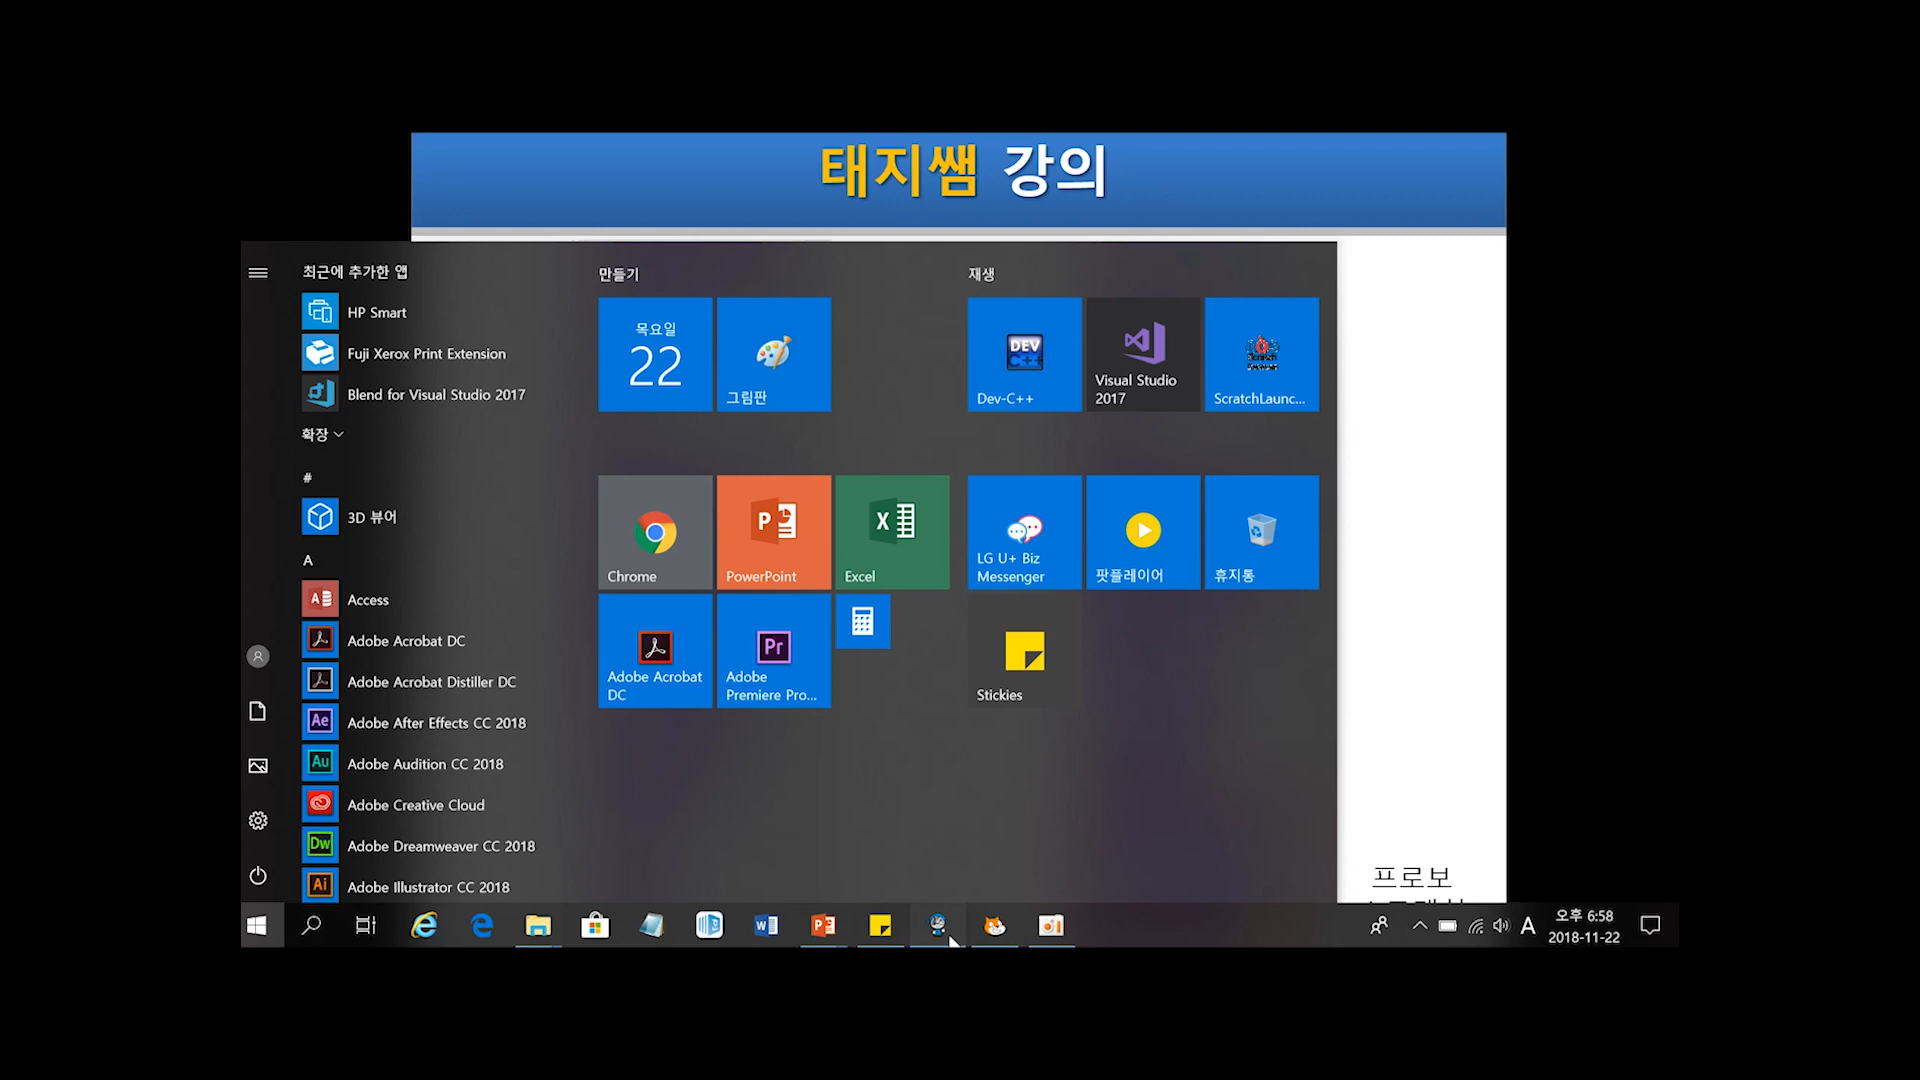 태지쌤 강의
최근에 추가한 앱
HP Smart
Fuji Xerox Print Extension
Blend for Visual Studio 2017
확장
#
3D 뷰어
A
Access
Adobe Acrobat DC
Adobe Acrobat Distiller DC
Adobe After Effects CC 2018
Adobe Audition CC 2018
Adobe Creative Cloud
Adobe Dreamweaver CC 2018
Adobe Illustrator CC 2018
만들기
목요일
22
그림판
Chrome
PowerPoint
Excel
Adobe Acrobat
DC
Adobe
Premiere Pro...
재생
DEV
C++
Dev-C++
Visual Studio
2017
ScratchLaunc...
LG U+ Biz
Messenger
팟플레이어
휴지통
Stickies
프로보
A
오후 6:58
2018-11-22